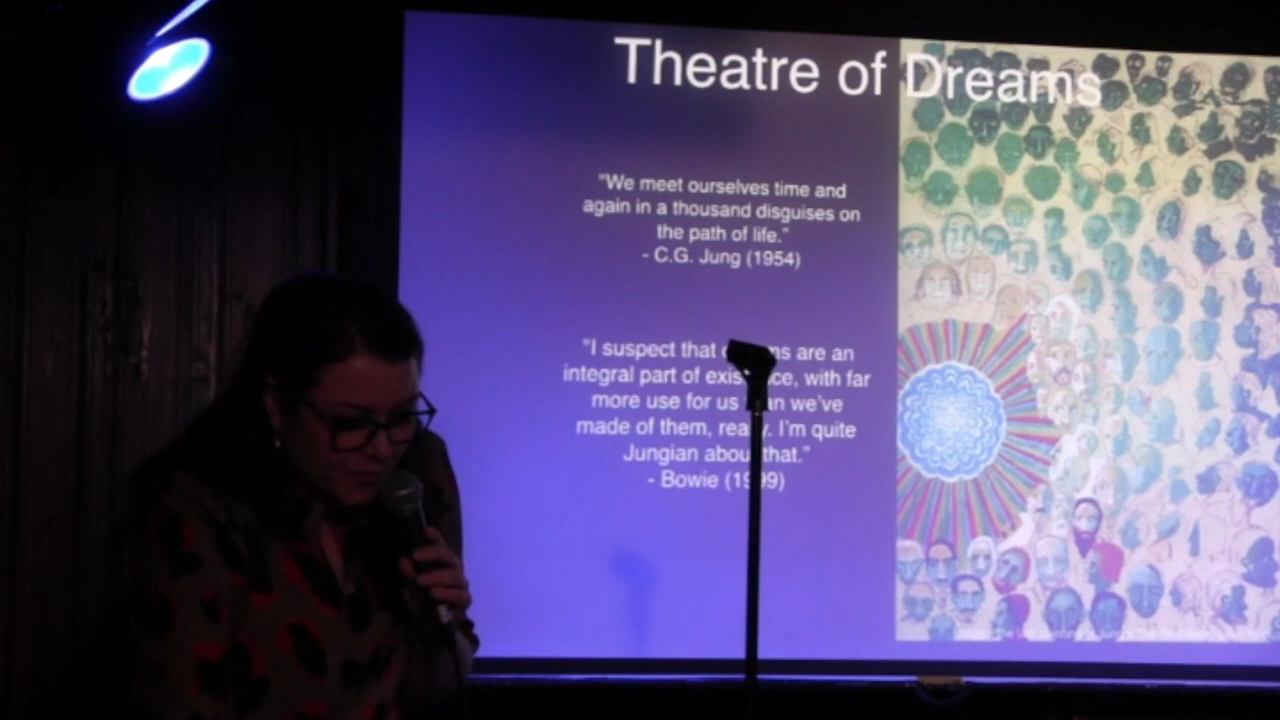 Theatre of Dreams
"We meet ourselves time and
again in a thousand disguises on
the path of life."
- C.G. Jung (1954)
"I suspect that are an
integral part of with far
more use for us we've
made of them, I'm quite
Jungian that."
- Bowie